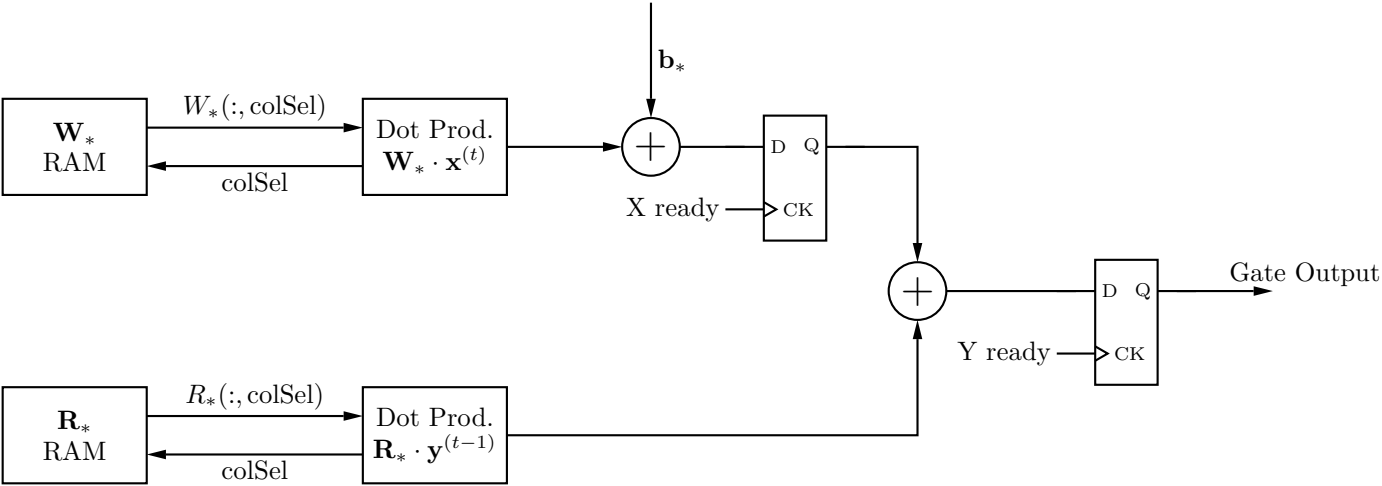 b*
W*(:, colSel)
W*
RAM
Dot Prod.
W* · x(t)
colSel
D Q
X ready
CK
Gate Output
D Q
Y ready
CK
R*(:, colSel)
R*
RAM
Dot Prod.
R* · y(t−1)
colSel